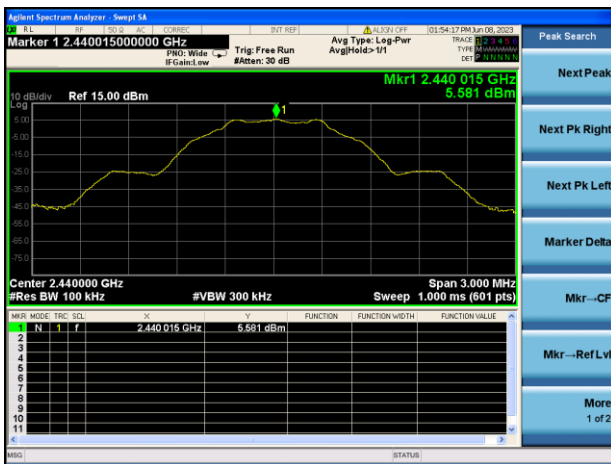 Agilent Spectrum Analyzer - Swept SA
RL RF 50 Ω AC CORREC INT REF ALIGN OFF 01:54:17 PM Jun 08, 2023
Marker 1 2.440015000000 GHz
PNO: Wide
IFGain:Low
Trig: Free Run
#Atten: 30 dB
Avg Type: Log-Pwr
Avg|Hold:>1/1
TRACE 1 2 3 4 5 6
TYPE M
DET P N N N N N
Peak Search
Mkr1 2.440 015 GHz
5.581 dBm
10 dB/div Ref 15.00 dBm
Log
1
5.00
-5.00
-15.0
-25.0
-35.0
-45.0
-55.0
-65.0
-75.0
Center 2.440000 GHz Span 3.000 MHz
#Res BW 100 kHz #VBW 300 kHz Sweep 1.000 ms (601 pts)
MKR MODE TRC SCL X Y FUNCTION FUNCTION WIDTH FUNCTION VALUE
1 N 1 f 2.440 015 GHz 5.581 dBm
2
3
4
5
6
7
8
9
10
11
MSG STATUS
Next Peak
Next Pk Right
Next Pk Left
Marker Delta
Mkr→CF
Mkr→Ref Lvl
More
1 of 2